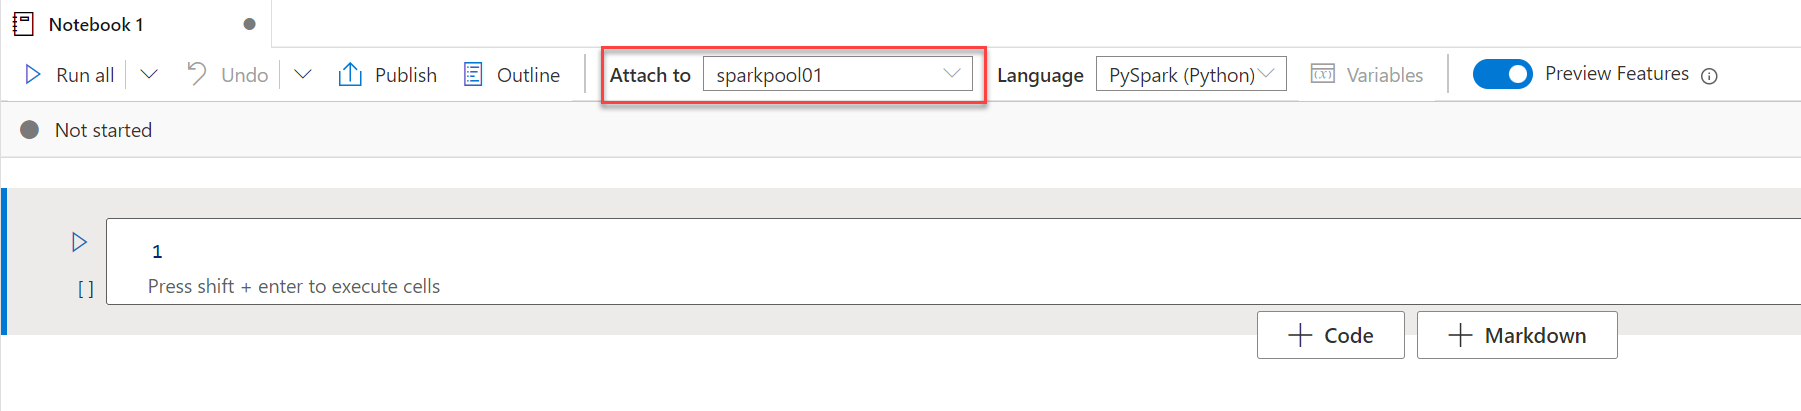 Notebook 1
Run all Undo Publish Outline Attach to sparkpool01 Language PySpark (Python) Variables Preview Features
Not started
1
[ ] Press shift + enter to execute cells
+ Code + Markdown